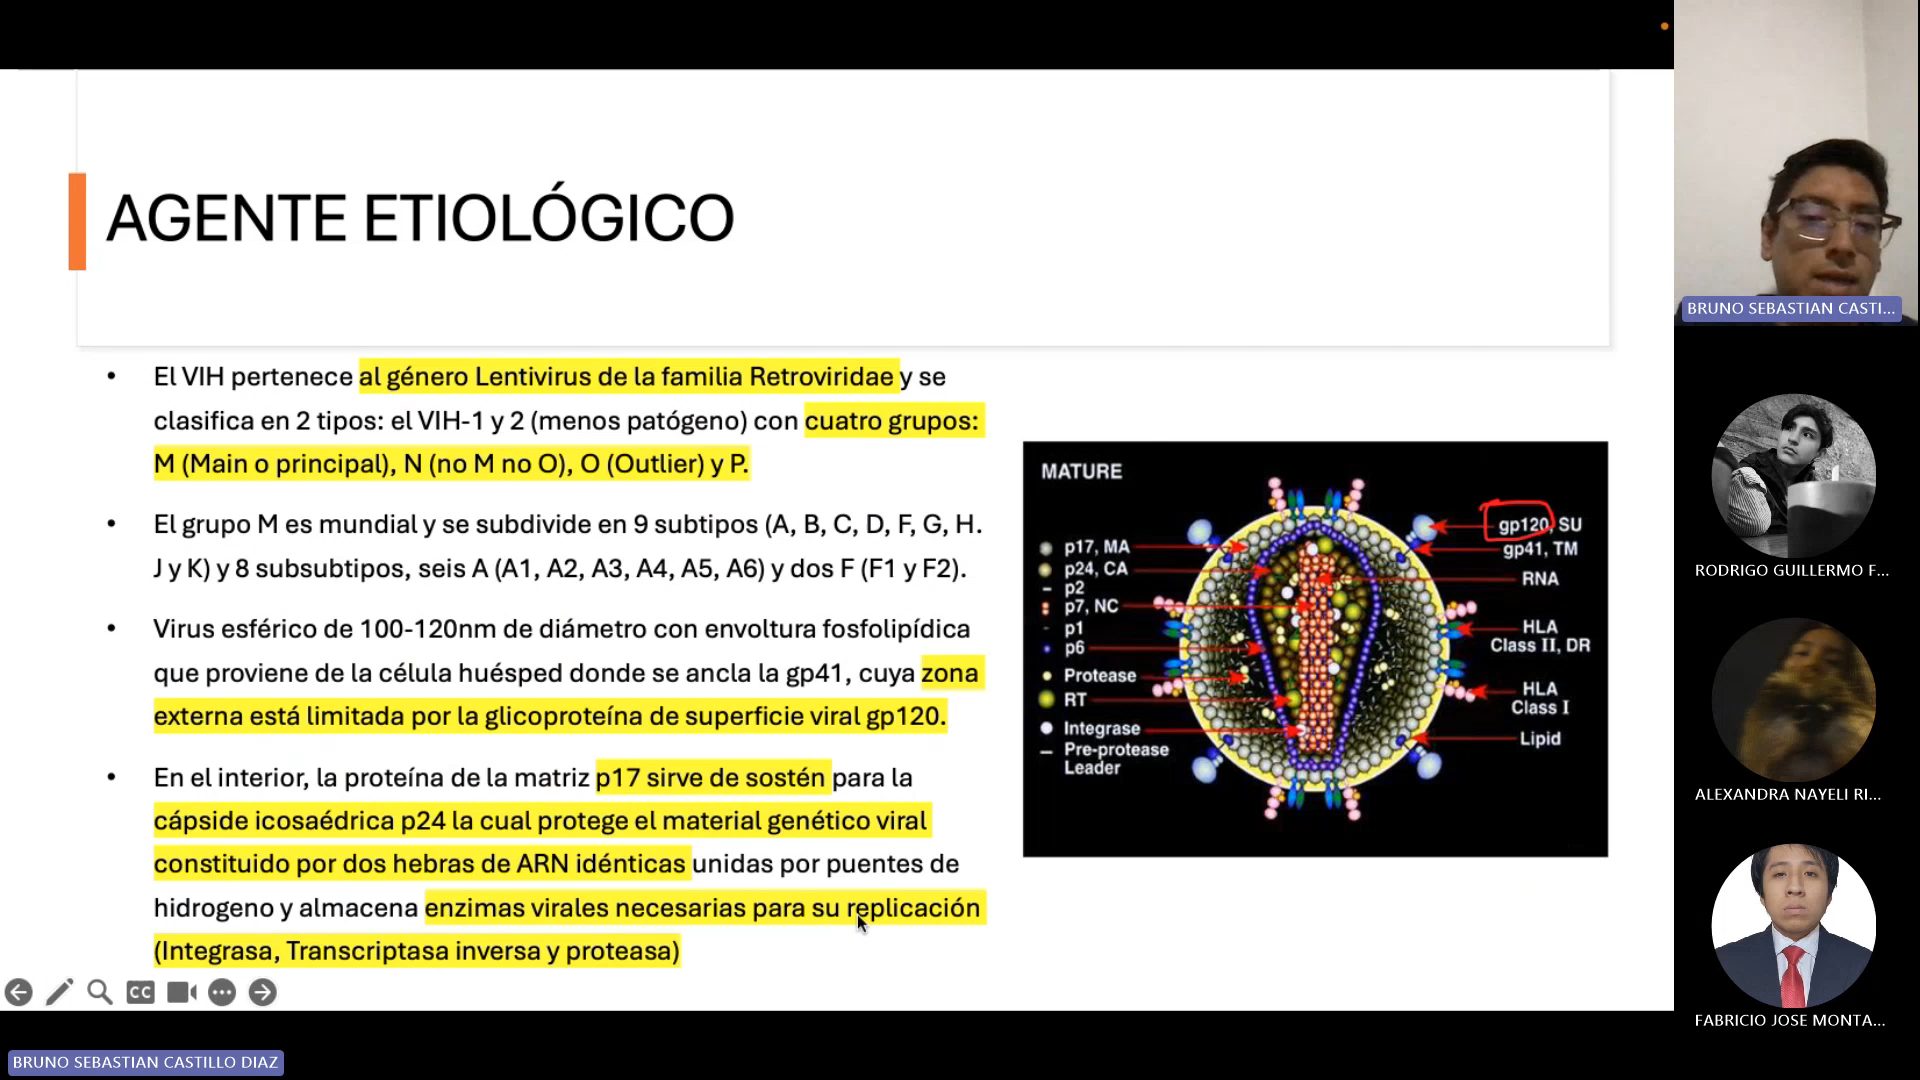 AGENTE ETIOLÓGICO
• El VIH pertenece al género Lentivirus de la familia Retroviridae y se
clasifica en 2 tipos: el VIH-1 y 2 (menos patógeno) con cuatro grupos:
M (Main o principal), N (no M no O), O (Outlier) y P.
• El grupo M es mundial y se subdivide en 9 subtipos (A, B, C, D, F, G, H.
J y K) y 8 subsubtipos, seis A (A1, A2, A3, A4, A5, A6) y dos F (F1 y F2).
• Virus esférico de 100-120nm de diámetro con envoltura fosfolipídica
que proviene de la célula huésped donde se ancla la gp41, cuya zona
externa está limitada por la glicoproteína de superficie viral gp120.
• En el interior, la proteína de la matriz p17 sirve de sostén para la
cápside icosaédrica p24 la cual protege el material genético viral
constituido por dos hebras de ARN idénticas unidas por puentes de
hidrogeno y almacena enzimas virales necesarias para su replicación
(Integrasa, Transcriptasa inversa y proteasa)
MATURE
p17, MA
p24, CA
p2
p7, NC
p1
p6
Protease
RT
Integrase
Pre-protease
Leader
gp120, SU
gp41, TM
RNA
HLA
Class II, DR
HLA
Class I
Lipid
CC
BRUNO SEBASTIAN CASTILLO DIAZ
BRUNO SEBASTIAN CASTI...
RODRIGO GUILLERMO F...
ALEXANDRA NAYELI RI...
FABRICIO JOSE MONTA...